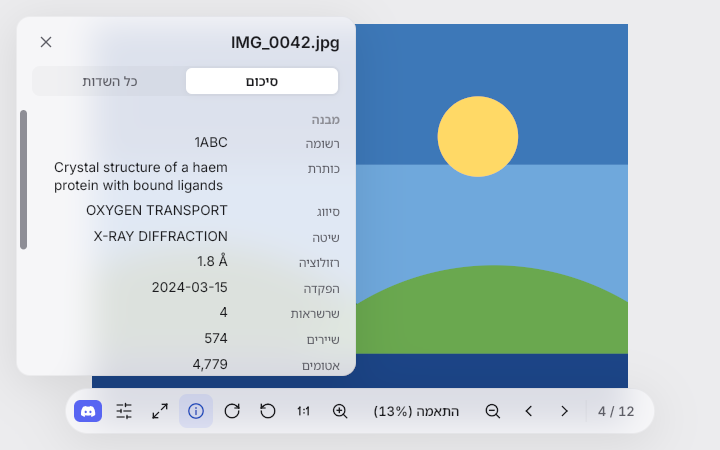 IMG_0042.jpg
סיכום
כל השדות
מבנה
רשומה 1ABC
כותרת Crystal structure of a haem
protein with bound ligands
סיווג OXYGEN TRANSPORT
שיטה X-RAY DIFFRACTION
רזולוציה 1.8 Å
הפקדה 2024-03-15
שרשראות 4
שיירים 574
אטומים 4,779
4 / 12
התאמה (13%)
1:1